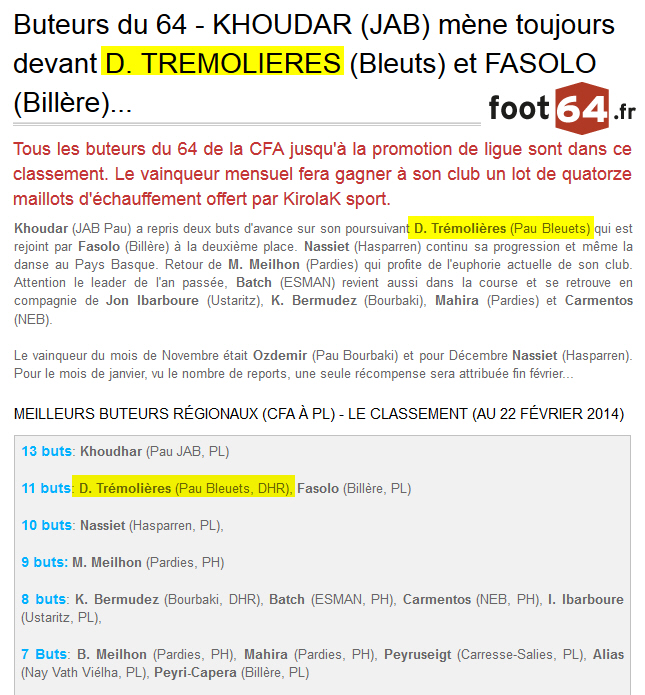 Buteurs du 64 - KHOUDAR (JAB) mène toujours
devant D. TREMOLIERES (Bleuts) et FASOLO
(Billère)...
foot64.fr
Tous les buteurs du 64 de la CFA jusqu'à la promotion de ligue sont dans ce
classement. Le vainqueur mensuel fera gagner à son club un lot de quatorze
maillots d'échauffement offert par KirolaK sport.
Khoudar (JAB Pau) a repris deux buts d'avance sur son poursuivant D. Trémolières (Pau Bleuets) qui est
rejoint par Fasolo (Billère) à la deuxième place. Nassiet (Hasparren) continu sa progression et même la
danse au Pays Basque. Retour de M. Meilhon (Pardies) qui profite de l'euphorie actuelle de son club.
Attention le leader de l'an passée, Batch (ESMAN) revient aussi dans la course et se retrouve en
compagnie de Jon Ibarboure (Ustaritz), K. Bermudez (Bourbaki), Mahira (Pardies) et Carmentos
(NEB).
Le vainqueur du mois de Novembre était Ozdemir (Pau Bourbaki) et pour Décembre Nassiet (Hasparren).
Pour le mois de janvier, vu le nombre de reports, une seule récompense sera attribuée fin février...
MEILLEURS BUTEURS RÉGIONAUX (CFA À PL) - LE CLASSEMENT (AU 22 FÉVRIER 2014)
13 buts: Khoudhar (Pau JAB, PL)
11 buts: D. Trémolières (Pau Bleuets, DHR), Fasolo (Billère, PL)
10 buts: Nassiet (Hasparren, PL),
9 buts: M. Meilhon (Pardies, PH)
8 buts: K. Bermudez (Bourbaki, DHR), Batch (ESMAN, PH), Carmentos (NEB, PH), I. Ibarboure
(Ustaritz, PL),
7 Buts: B. Meilhon (Pardies, PH), Mahira (Pardies, PH), Peyruseigt (Carresse-Salies, PL), Alias
(Nay Vath Viélha, PL), Peyri-Capera (Billère, PL)